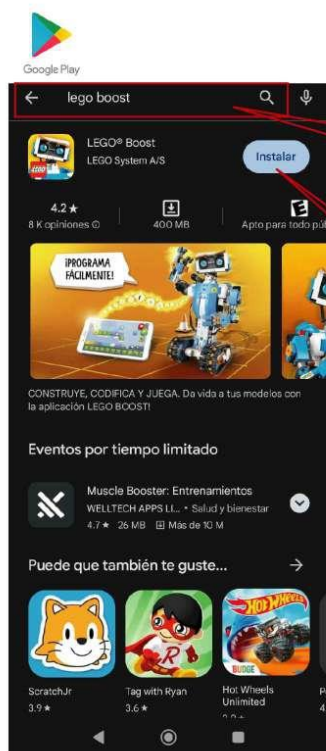 Google Play
lego boost
LEGO® Boost
LEGO System A/S
Instalar
4.2★
8 K opiniones
400 MB
E
Apto para todo púb
¡PROGRAMA
FÁCILMENTE!
CONSTRUYE, CODIFICA Y JUEGA. Da vida a tus modelos con
la aplicación LEGO BOOST!
Eventos por tiempo limitado
Muscle Booster: Entrenamientos
WELLTECH APPS LI... • Salud y bienestar
4.7★ 26 MB Más de 10 M
Puede que también te guste...
R
HOT WHEELS
BUDGE
ScratchJr
3.9★
Tag with Ryan
3.6★
Hot Wheels
Unlimited